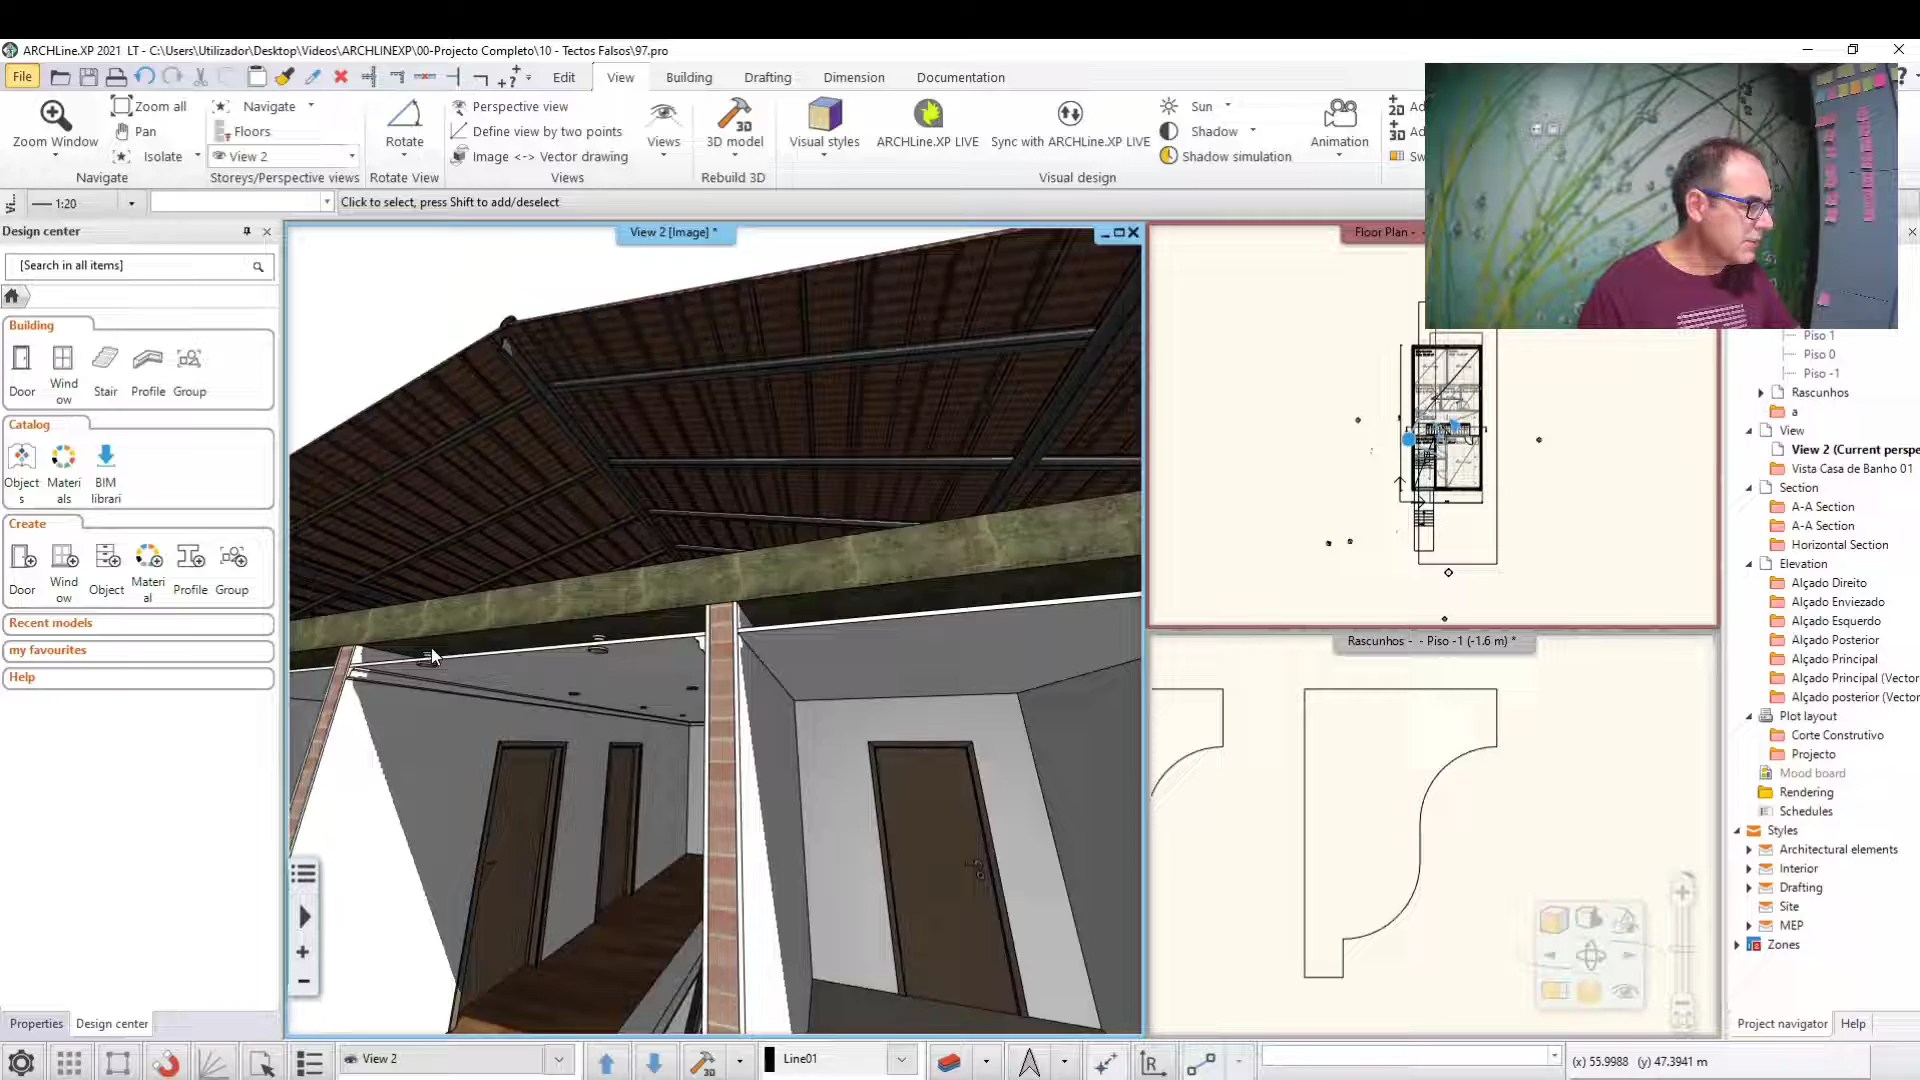 ARCHLine.XP 2021  LT - C:\Users\Utilizador\Desktop\Videos\ARCHLINEXP\00-Projecto Completo\10 - Tectos Falsos\97.pro
File
Edit
View
Building
Drafting
Dimension
Documentation
Zoom Window
Zoom all
Pan
Isolate
Navigate
Navigate
Floors
View 2
Storeys/Perspective views
Rotate
Rotate View
Perspective view
Define view by two points
Image <-> Vector drawing
Views
Views
3D model
Rebuild 3D
Visual styles
ARCHLine.XP LIVE
Sync with ARCHLine.XP LIVE
Sun
Shadow
Shadow simulation
Visual design
Animation
1:20
Click to select, press Shift to add/deselect
Design center
[Search in all items]
Building
Door
Wind
ow
Stair
Profile
Group
Catalog
Object
s
Materi
als
BIM
librari
Create
Door
Wind
ow
Object
Materi
al
Profile
Group
Recent models
my favourites
Help
Properties
Design center
View 2 [Image] *
Floor Plan -
Rascunhos -  - Piso -1 (-1.6 m) *
Piso 1
Piso 0
Piso -1
Rascunhos
a
View
View 2 (Current perspe
Vista Casa de Banho 01
Section
A-A Section
A-A Section
Horizontal Section
Elevation
Alçado Direito
Alçado Enviezado
Alçado Esquerdo
Alçado Posterior
Alçado Principal
Alçado Principal (Vector
Alçado posterior (Vector
Plot layout
Corte Construtivo
Projecto
Mood board
Rendering
Schedules
Styles
Architectural elements
Interior
Drafting
Site
MEP
Zones
Project navigator
Help
View 2
Line01
(x) 55.9988  (y) 47.3941 m